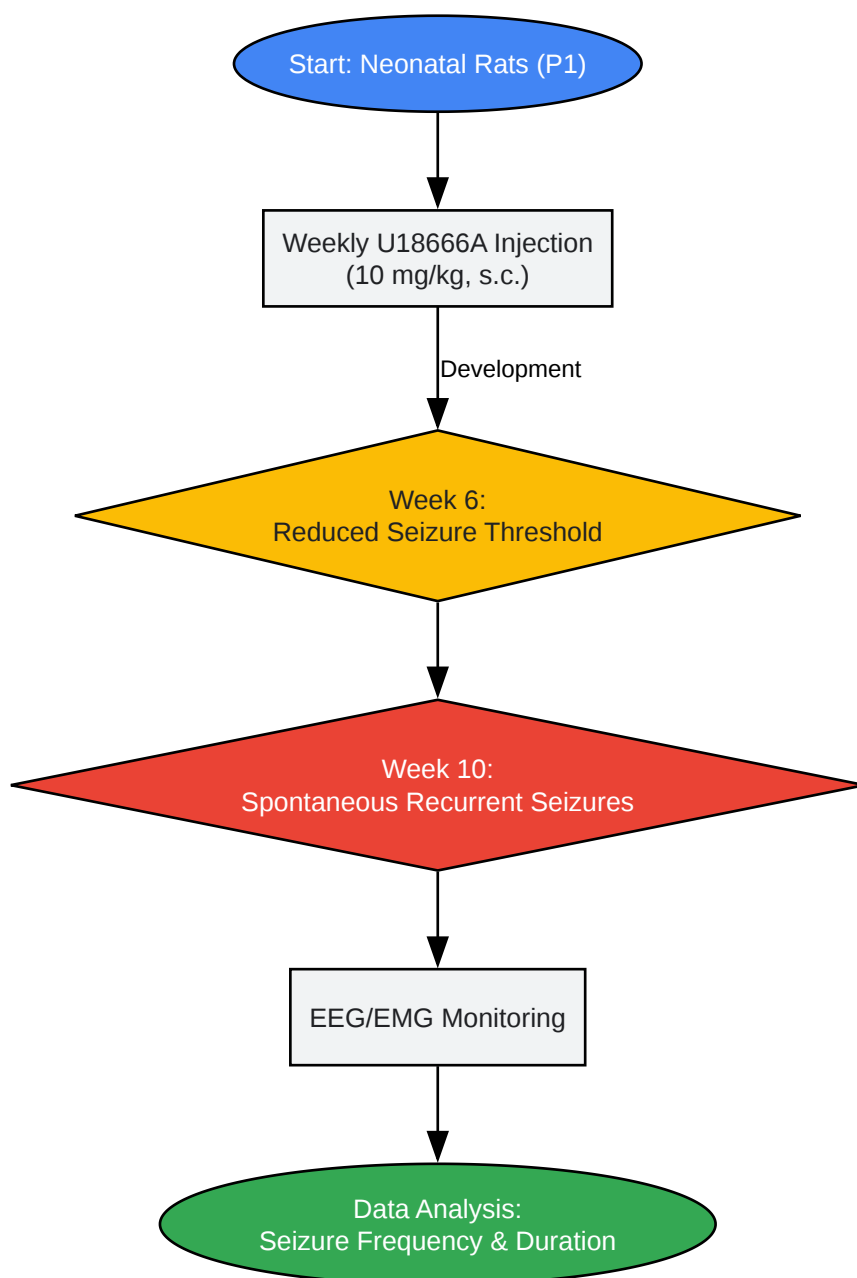 Start: Neonatal Rats (P1)
Weekly U18666A Injection
(10 mg/kg, s.c.)
Development
Week 6:
Reduced Seizure Threshold
Week 10:
Spontaneous Recurrent Seizures
EEG/EMG Monitoring
Data Analysis:
Seizure Frequency & Duration